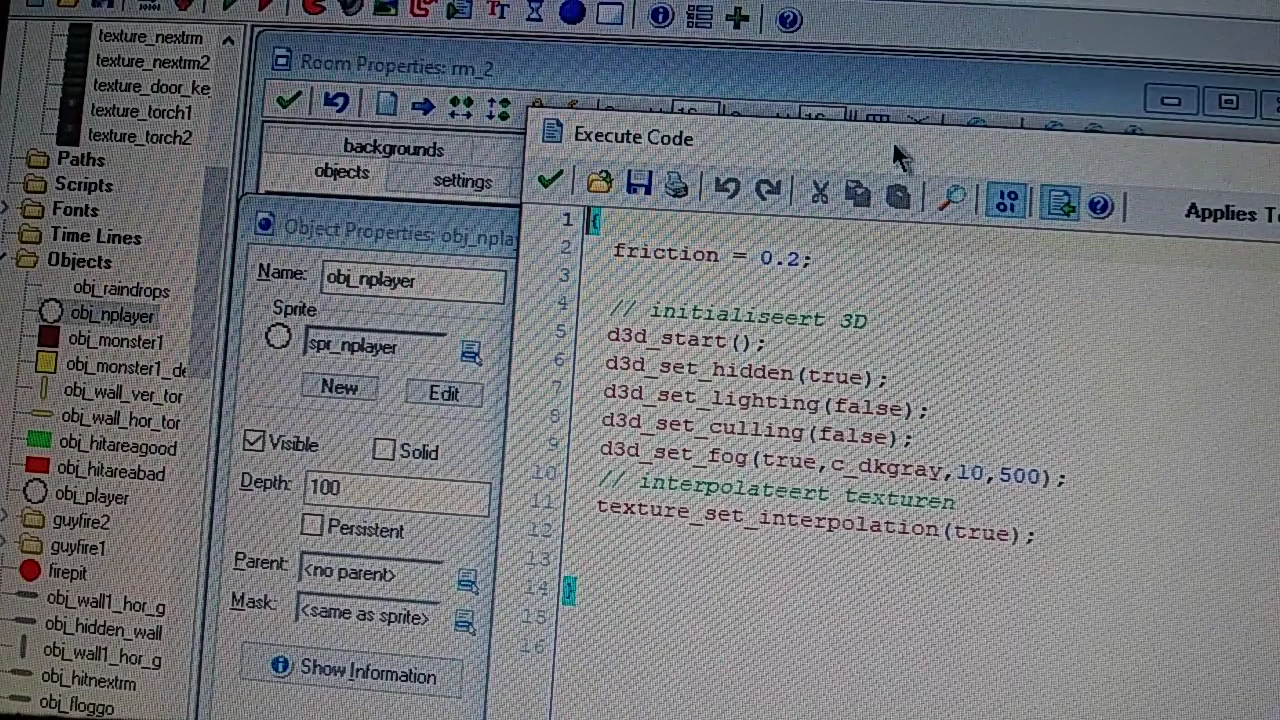 texture_nextrm
texture_nextrm2
texture_door_ke
texture_torch1
texture_torch2
Paths
Scripts
Fonts
Time Lines
Objects
obj_raindrops
obj_nplayer
obj_monster1
obj_monster1_de
obj_wall_ver_tor
obj_wall_hor_tor
obj_hitareagood
obj_hitareabad
obj_player
guyfire2
guyfire1
firepit
obj_wall1_hor_g
obj_hidden_wall
obj_wall1_hor_g
obj_hitnextrm
obj_floggo
Room Properties: rm_2
backgrounds
objects
settings
Object Properties: obj_npla
Name:
obj_nplayer
Sprite
spr_nplayer
New
Edit
Visible
Solid
Depth:
100
Persistent
Parent:
<no parent>
Mask:
<same as sprite>
Show Information
Execute Code
Applies T
1 {
2 friction = 0.2;
3
4 // initialiseert 3D
5 d3d_start();
6 d3d_set_hidden(true);
7 d3d_set_lighting(false);
8 d3d_set_culling(false);
9 d3d_set_fog(true,c_dkgray,10,500);
10 // interpolateert texturen
11 texture_set_interpolation(true);
12
13
14 }
15
16